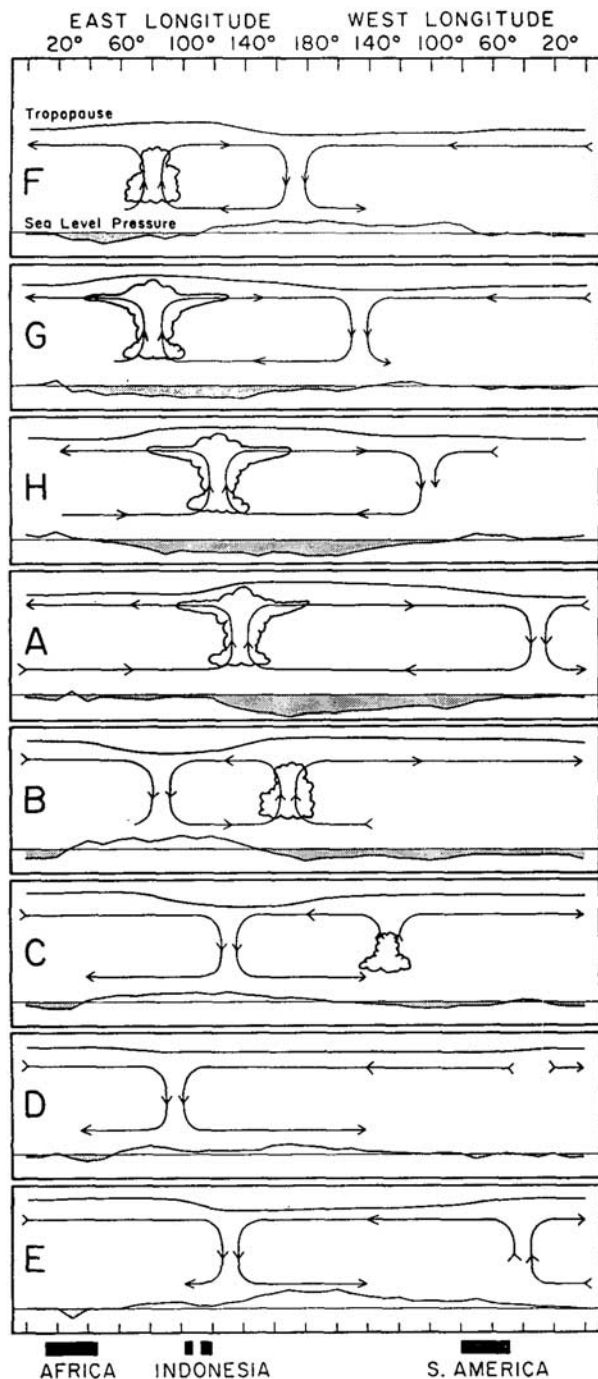 EAST LONGITUDE WEST LONGITUDE
20° 60° 100° 140° 180° 140° 100° 60° 20°
Tropopause
F
Sea Level Pressure
G
H
A
B
C
D
E
AFRICA INDONESIA S. AMERICA